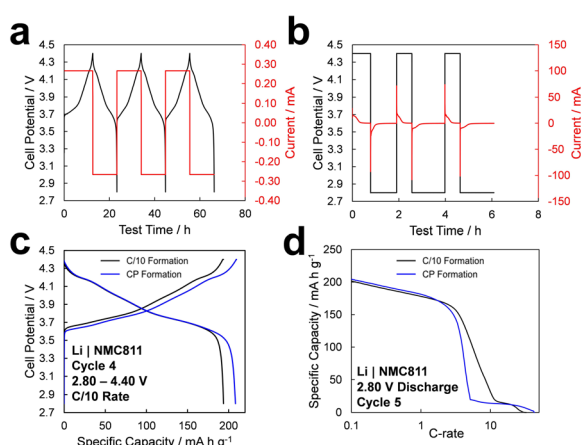 a
4.5
4.3
4.1
3.9
3.7
3.5
3.3
3.1
2.9
2.7
Cell Potential / V
0.40
0.30
0.20
0.10
0.00
-0.10
-0.20
-0.30
-0.40
Current / mA
0 20 40 60 80
Test Time / h
b
4.5
4.3
4.1
3.9
3.7
3.5
3.3
3.1
2.9
2.7
Cell Potential / V
150
100
50
0
-50
-100
-150
Current / mA
0 2 4 6 8
Test Time / h
c
4.5
4.3
4.1
3.9
3.7
3.5
3.3
3.1
2.9
2.7
Cell Potential / V
C/10 Formation
CP Formation
Li | NMC811
Cycle 4
2.80 – 4.40 V
C/10 Rate
0 50 100 150 200
Specific Capacity / mA h g-1
d
250
200
150
100
50
0
Specific Capacity / mA h g-1
C/10 Formation
CP Formation
Li | NMC811
2.80 V Discharge
Cycle 5
0.1 1 10
C-rate